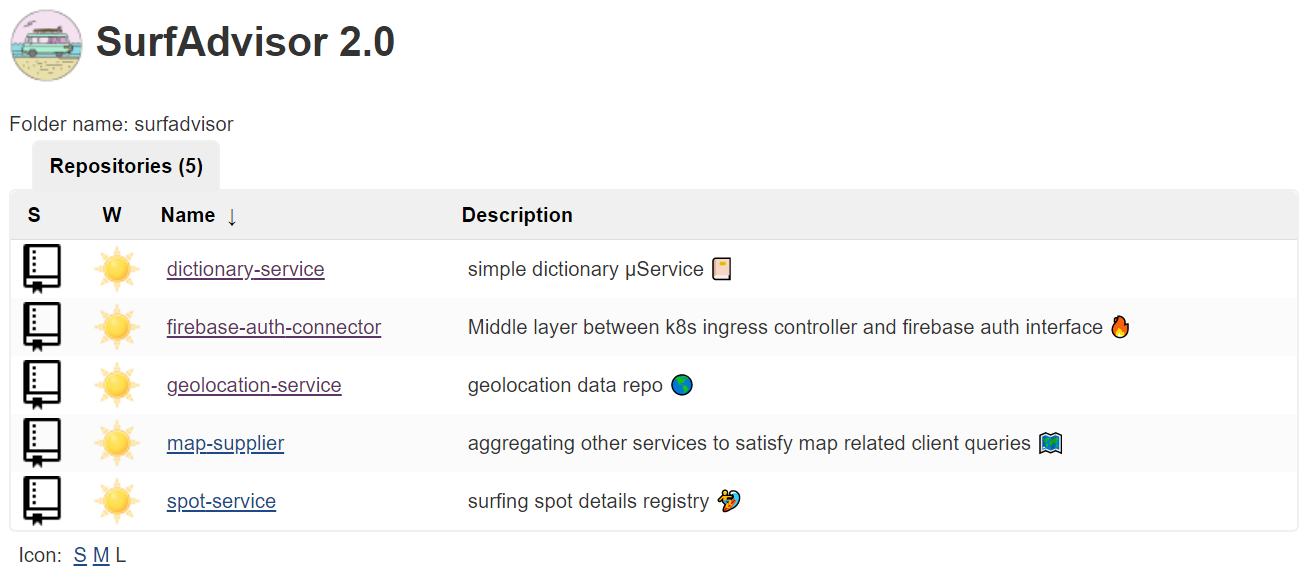 SurfAdvisor 2.0
Folder name: surfadvisor
Repositories (5)
S W Name ↓ Description
dictionary-service simple dictionary µService
firebase-auth-connector Middle layer between k8s ingress controller and firebase auth interface
geolocation-service geolocation data repo
map-supplier aggregating other services to satisfy map related client queries
spot-service surfing spot details registry
Icon: S M L